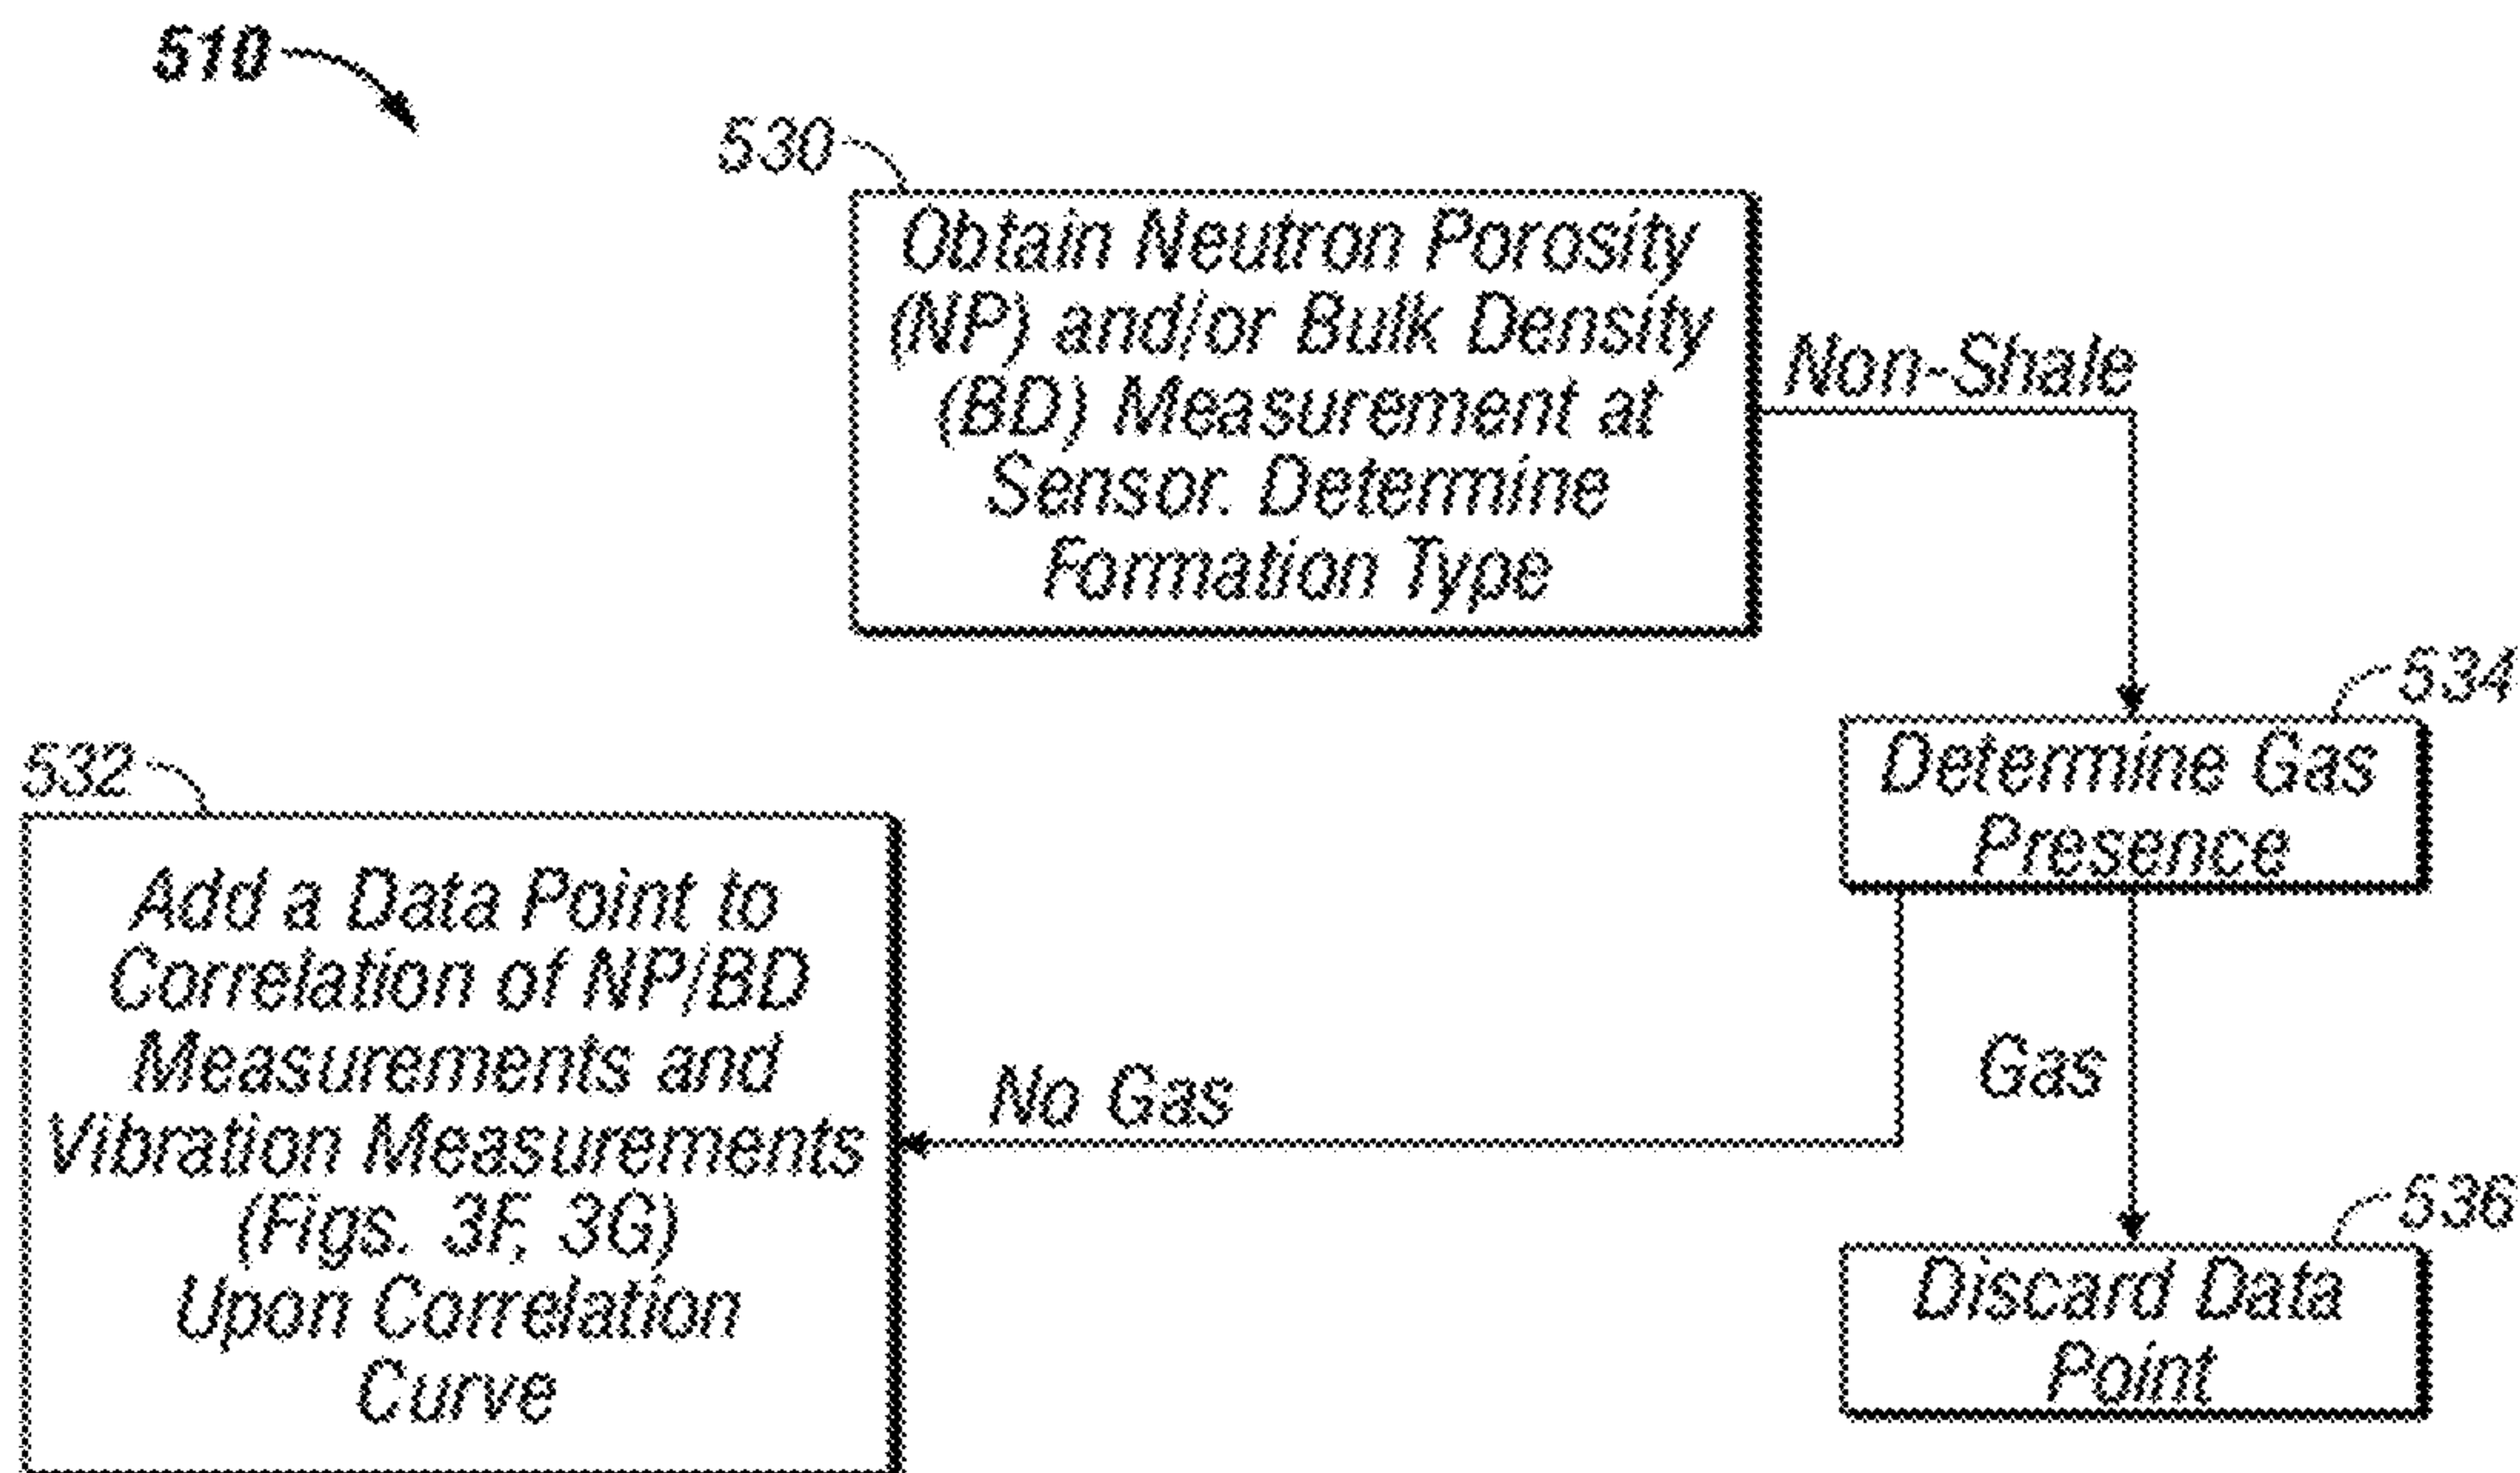 510
530
Obtain Neutron Porosity
(NP) and/or Bulk Density
(BD) Measurement at
Sensor. Determine
Formation Type
Non-Shale
534
Determine Gas
Presence
532
Add a Data Point to
Correlation of NP/BD
Measurements and
Vibration Measurements
(Figs. 3F, 3G)
Upon Correlation
Curve
No Gas
Gas
536
Discard Data
Point